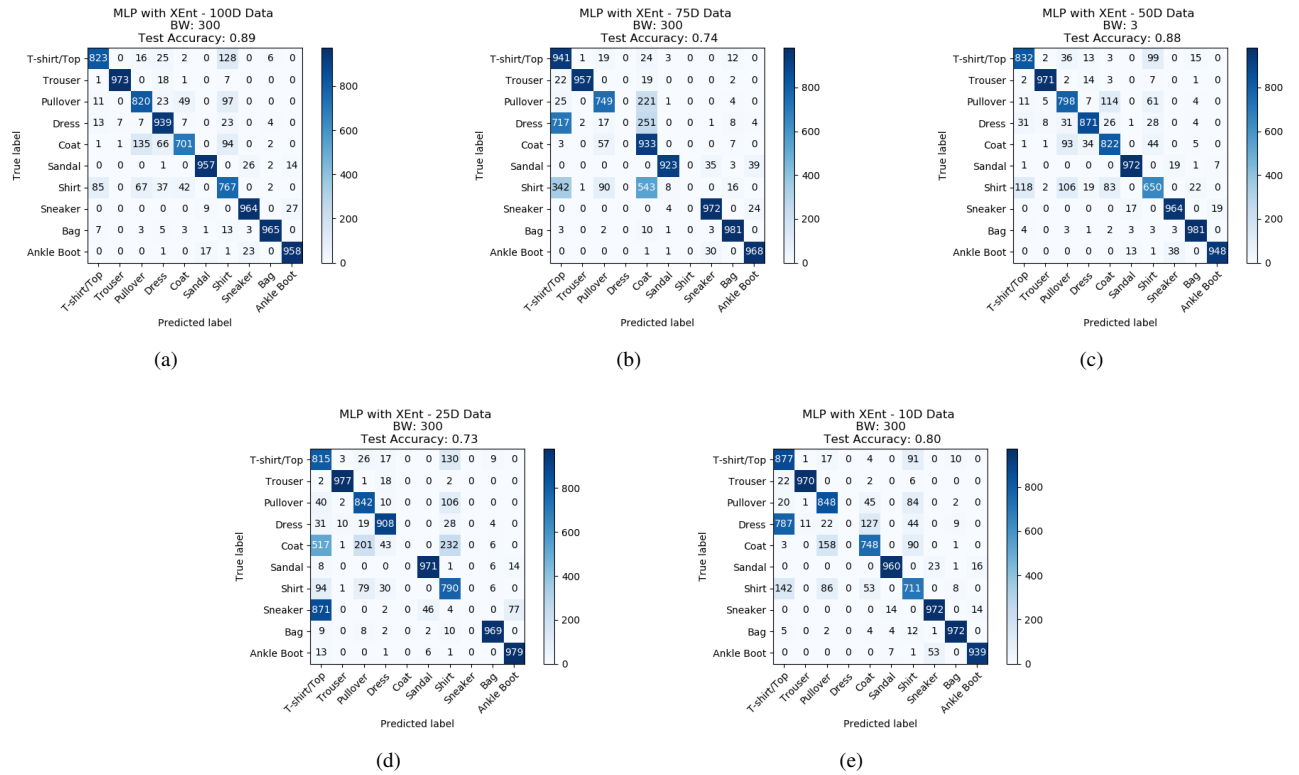 MLP with XEnt - 100D Data
BW: 300
Test Accuracy: 0.89
T-shirt/Top 823 0 16 25 2 0 128 0 6 0
Trouser 1 973 0 18 1 0 7 0 0 0
Pullover 11 0 820 23 49 0 97 0 0 0
Dress 13 7 7 939 7 0 23 0 4 0
Coat 1 1 135 66 701 0 94 0 2 0
Sandal 0 0 0 1 0 957 0 26 2 14
Shirt 85 0 67 37 42 0 767 0 2 0
Sneaker 0 0 0 0 0 9 0 964 0 27
Bag 7 0 3 5 3 1 13 3 965 0
Ankle Boot 0 0 0 1 0 17 1 23 0 958
T-shirt/Top Trouser Pullover Dress Coat Sandal Shirt Sneaker Bag Ankle Boot
True label
Predicted label
800
600
400
200
0
(a)
MLP with XEnt - 75D Data
BW: 300
Test Accuracy: 0.74
T-shirt/Top 941 1 19 0 24 3 0 0 12 0
Trouser 22 957 0 0 19 0 0 0 2 0
Pullover 25 0 749 0 221 1 0 0 4 0
Dress 717 2 17 0 251 0 0 1 8 4
Coat 3 0 57 0 933 0 0 0 7 0
Sandal 0 0 0 0 0 923 0 35 3 39
Shirt 342 1 90 0 543 8 0 0 16 0
Sneaker 0 0 0 0 0 4 0 972 0 24
Bag 3 0 2 0 10 1 0 3 981 0
Ankle Boot 0 0 0 0 1 1 0 30 0 968
T-shirt/Top Trouser Pullover Dress Coat Sandal Shirt Sneaker Bag Ankle Boot
True label
Predicted label
800
600
400
200
0
(b)
MLP with XEnt - 50D Data
BW: 3
Test Accuracy: 0.88
T-shirt/Top 832 2 36 13 3 0 99 0 15 0
Trouser 2 971 2 14 3 0 7 0 1 0
Pullover 11 5 798 7 114 0 61 0 4 0
Dress 31 8 31 871 26 1 28 0 4 0
Coat 1 1 93 34 822 0 44 0 5 0
Sandal 1 0 0 0 0 972 0 19 1 7
Shirt 118 2 106 19 83 0 650 0 22 0
Sneaker 0 0 0 0 0 17 0 964 0 19
Bag 4 0 3 1 2 3 3 3 981 0
Ankle Boot 0 0 0 0 0 13 1 38 0 948
T-shirt/Top Trouser Pullover Dress Coat Sandal Shirt Sneaker Bag Ankle Boot
True label
Predicted label
800
600
400
200
0
(c)
MLP with XEnt - 25D Data
BW: 300
Test Accuracy: 0.73
T-shirt/Top 815 3 26 17 0 0 130 0 9 0
Trouser 2 977 1 18 0 0 2 0 0 0
Pullover 40 2 842 10 0 0 106 0 0 0
Dress 31 10 19 908 0 0 28 0 4 0
Coat 517 1 201 43 0 0 232 0 6 0
Sandal 8 0 0 0 0 971 1 0 6 14
Shirt 94 1 79 30 0 0 790 0 6 0
Sneaker 871 0 0 2 0 46 4 0 0 77
Bag 9 0 8 2 0 2 10 0 969 0
Ankle Boot 13 0 0 1 0 6 1 0 0 979
T-shirt/Top Trouser Pullover Dress Coat Sandal Shirt Sneaker Bag Ankle Boot
True label
Predicted label
800
600
400
200
0
(d)
MLP with XEnt - 10D Data
BW: 300
Test Accuracy: 0.80
T-shirt/Top 877 1 17 0 4 0 91 0 10 0
Trouser 22 970 0 0 2 0 6 0 0 0
Pullover 20 1 848 0 45 0 84 0 2 0
Dress 787 11 22 0 127 0 44 0 9 0
Coat 3 0 158 0 748 0 90 0 1 0
Sandal 0 0 0 0 0 960 0 23 1 16
Shirt 142 0 86 0 53 0 711 0 8 0
Sneaker 0 0 0 0 0 14 0 972 0 14
Bag 5 0 2 0 4 4 12 1 972 0
Ankle Boot 0 0 0 0 0 7 1 53 0 939
T-shirt/Top Trouser Pullover Dress Coat Sandal Shirt Sneaker Bag Ankle Boot
True label
Predicted label
800
600
400
200
0
(e)